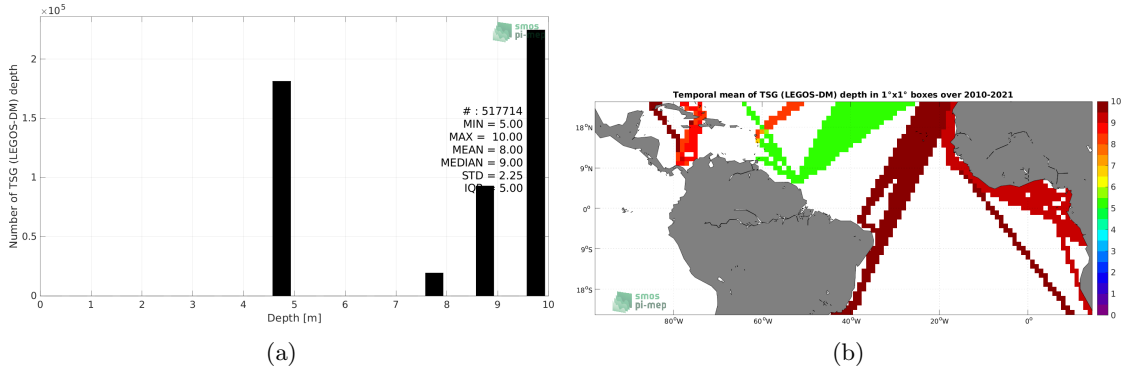 ×10⁵
smos
pi-mep
2
1.5
1
0.5
0
Number of TSG (LEGOS-DM) depth
# : 517714
MIN = 5.00
MAX = 10.00
MEAN = 8.00
MEDIAN = 9.00
STD = 2.25
IQR = 5.00
0 1 2 3 4 5 6 7 8 9 10
Depth [m]
(a)
Temporal mean of TSG (LEGOS-DM) depth in 1°x1° boxes over 2010-2021
18°N
9°N
0°
9°S
18°S
smos
pi-mep
80°W 60°W 40°W 20°W 0°
10
9
8
7
6
5
4
3
2
1
0
(b)